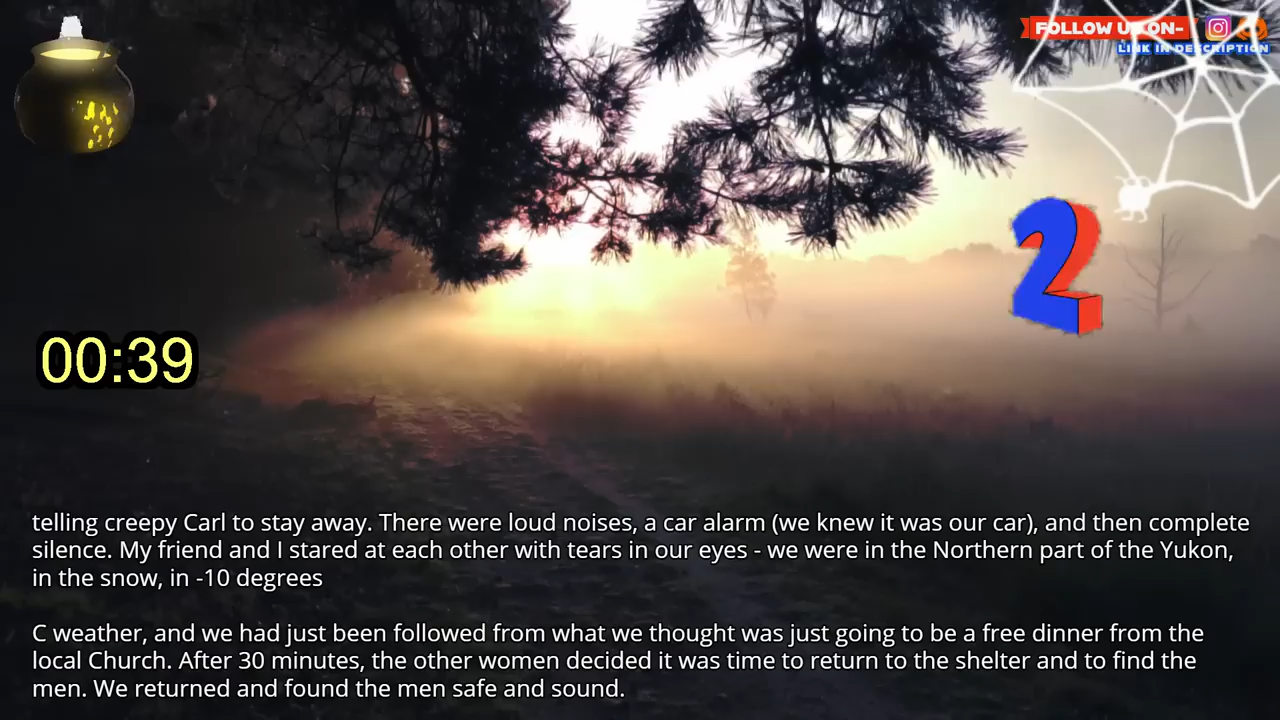 FOLLOW US ON-
LINK IN DESCRIPTION
2
00:39
telling creepy Carl to stay away. There were loud noises, a car alarm (we knew it was our car), and then complete
silence. My friend and I stared at each other with tears in our eyes - we were in the Northern part of the Yukon,
in the snow, in -10 degrees
C weather, and we had just been followed from what we thought was just going to be a free dinner from the
local Church. After 30 minutes, the other women decided it was time to return to the shelter and to find the
men. We returned and found the men safe and sound.